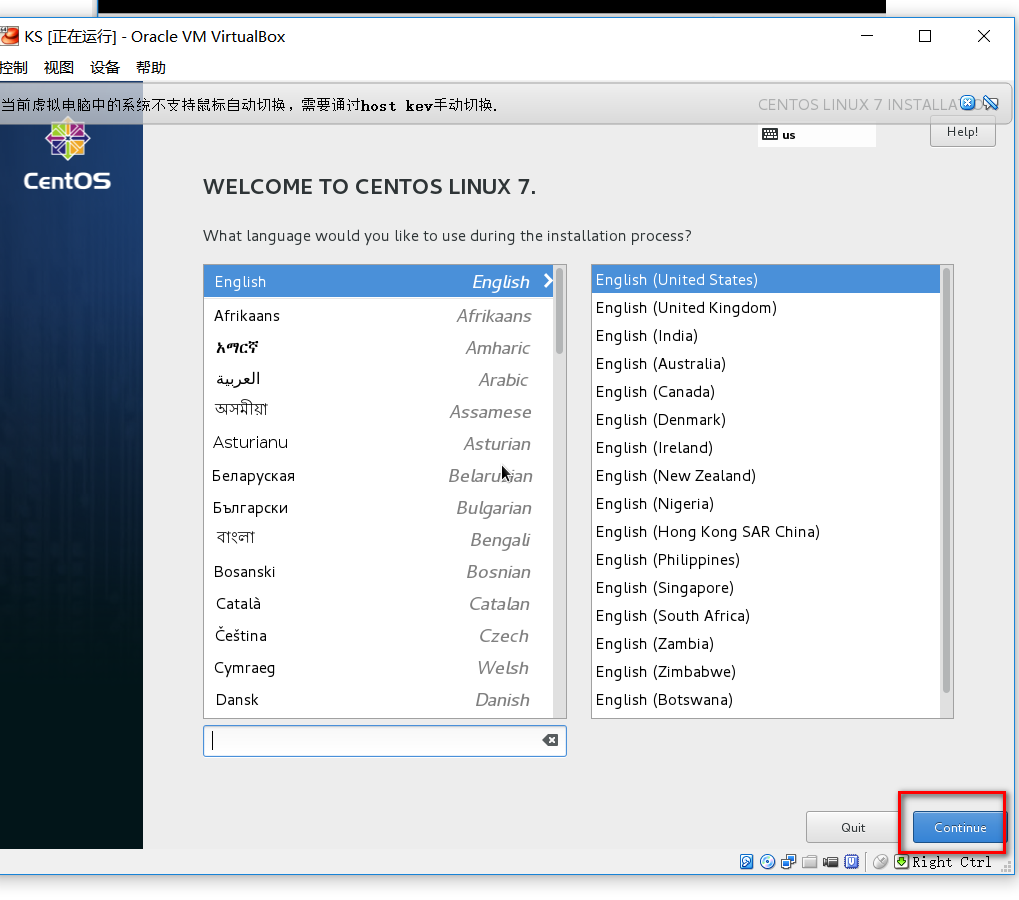 KS [正在运行] - Oracle VM VirtualBox
控制 视图 设备 帮助
当前虚拟电脑中的系统不支持鼠标自动切换，需要通过host key手动切换.
CENTOS LINUX 7 INSTALLA
us
Help!
CentOS
WELCOME TO CENTOS LINUX 7.
What language would you like to use during the installation process?
English English
Afrikaans Afrikaans
አማርኛ Amharic
العربية Arabic
অসমীয়া Assamese
Asturianu Asturian
Беларуская Belarusian
Български Bulgarian
বাংলা Bengali
Bosanski Bosnian
Català Catalan
Čeština Czech
Cymraeg Welsh
Dansk Danish
English (United States)
English (United Kingdom)
English (India)
English (Australia)
English (Canada)
English (Denmark)
English (Ireland)
English (New Zealand)
English (Nigeria)
English (Hong Kong SAR China)
English (Philippines)
English (Singapore)
English (South Africa)
English (Zambia)
English (Zimbabwe)
English (Botswana)
Quit
Continue
Right Ctrl